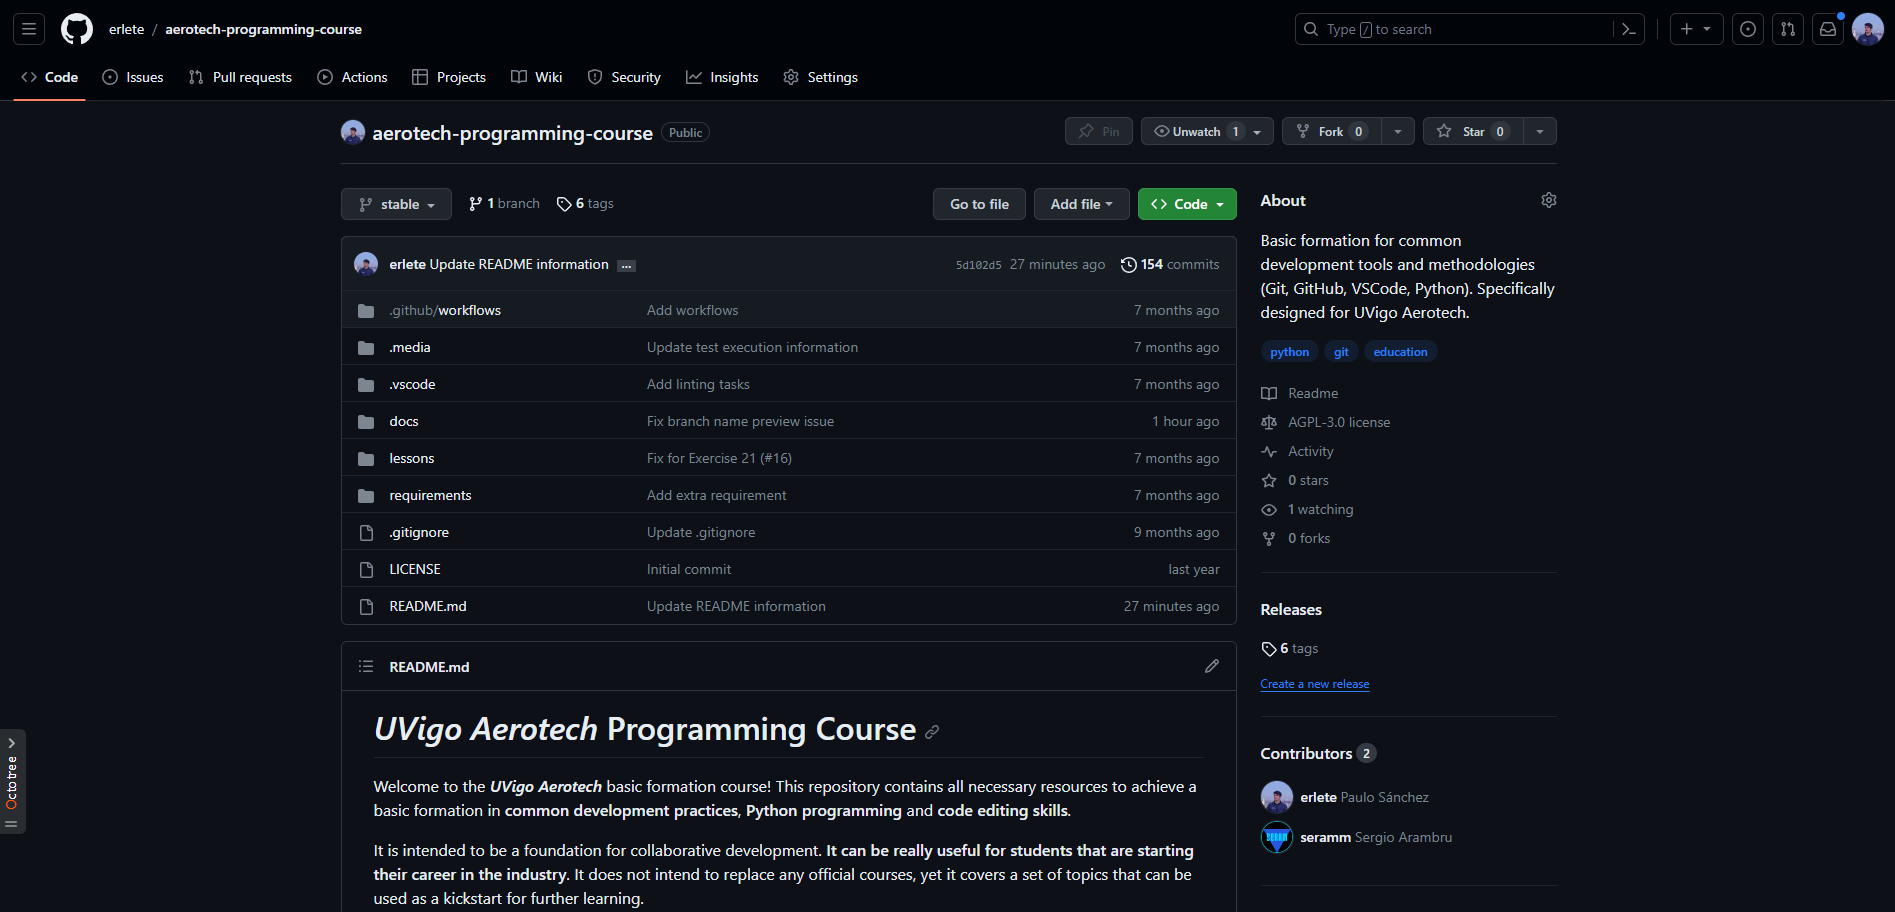 erlete / aerotech-programming-course
Type / to search
Code Issues Pull requests Actions Projects Wiki Security Insights Settings
aerotech-programming-course Public
Pin Unwatch 1 Fork 0 Star 0
stable 1 branch 6 tags Go to file Add file Code
erlete Update README information ... 5d102d5 27 minutes ago 154 commits
.github/workflows Add workflows 7 months ago
.media Update test execution information 7 months ago
.vscode Add linting tasks 7 months ago
docs Fix branch name preview issue 1 hour ago
lessons Fix for Exercise 21 (#16) 7 months ago
requirements Add extra requirement 7 months ago
.gitignore Update .gitignore 9 months ago
LICENSE Initial commit last year
README.md Update README information 27 minutes ago
README.md
UVigo Aerotech Programming Course
Welcome to the UVigo Aerotech basic formation course! This repository contains all necessary resources to achieve a
basic formation in common development practices, Python programming and code editing skills.
It is intended to be a foundation for collaborative development. It can be really useful for students that are starting
their career in the industry. It does not intend to replace any official courses, yet it covers a set of topics that can be
used as a kickstart for further learning.
About
Basic formation for common
development tools and methodologies
(Git, GitHub, VSCode, Python). Specifically
designed for UVigo Aerotech.
python git education
Readme
AGPL-3.0 license
Activity
0 stars
1 watching
0 forks
Releases
6 tags
Create a new release
Contributors 2
erlete Paulo Sánchez
seramm Sergio Arambru
Octotree